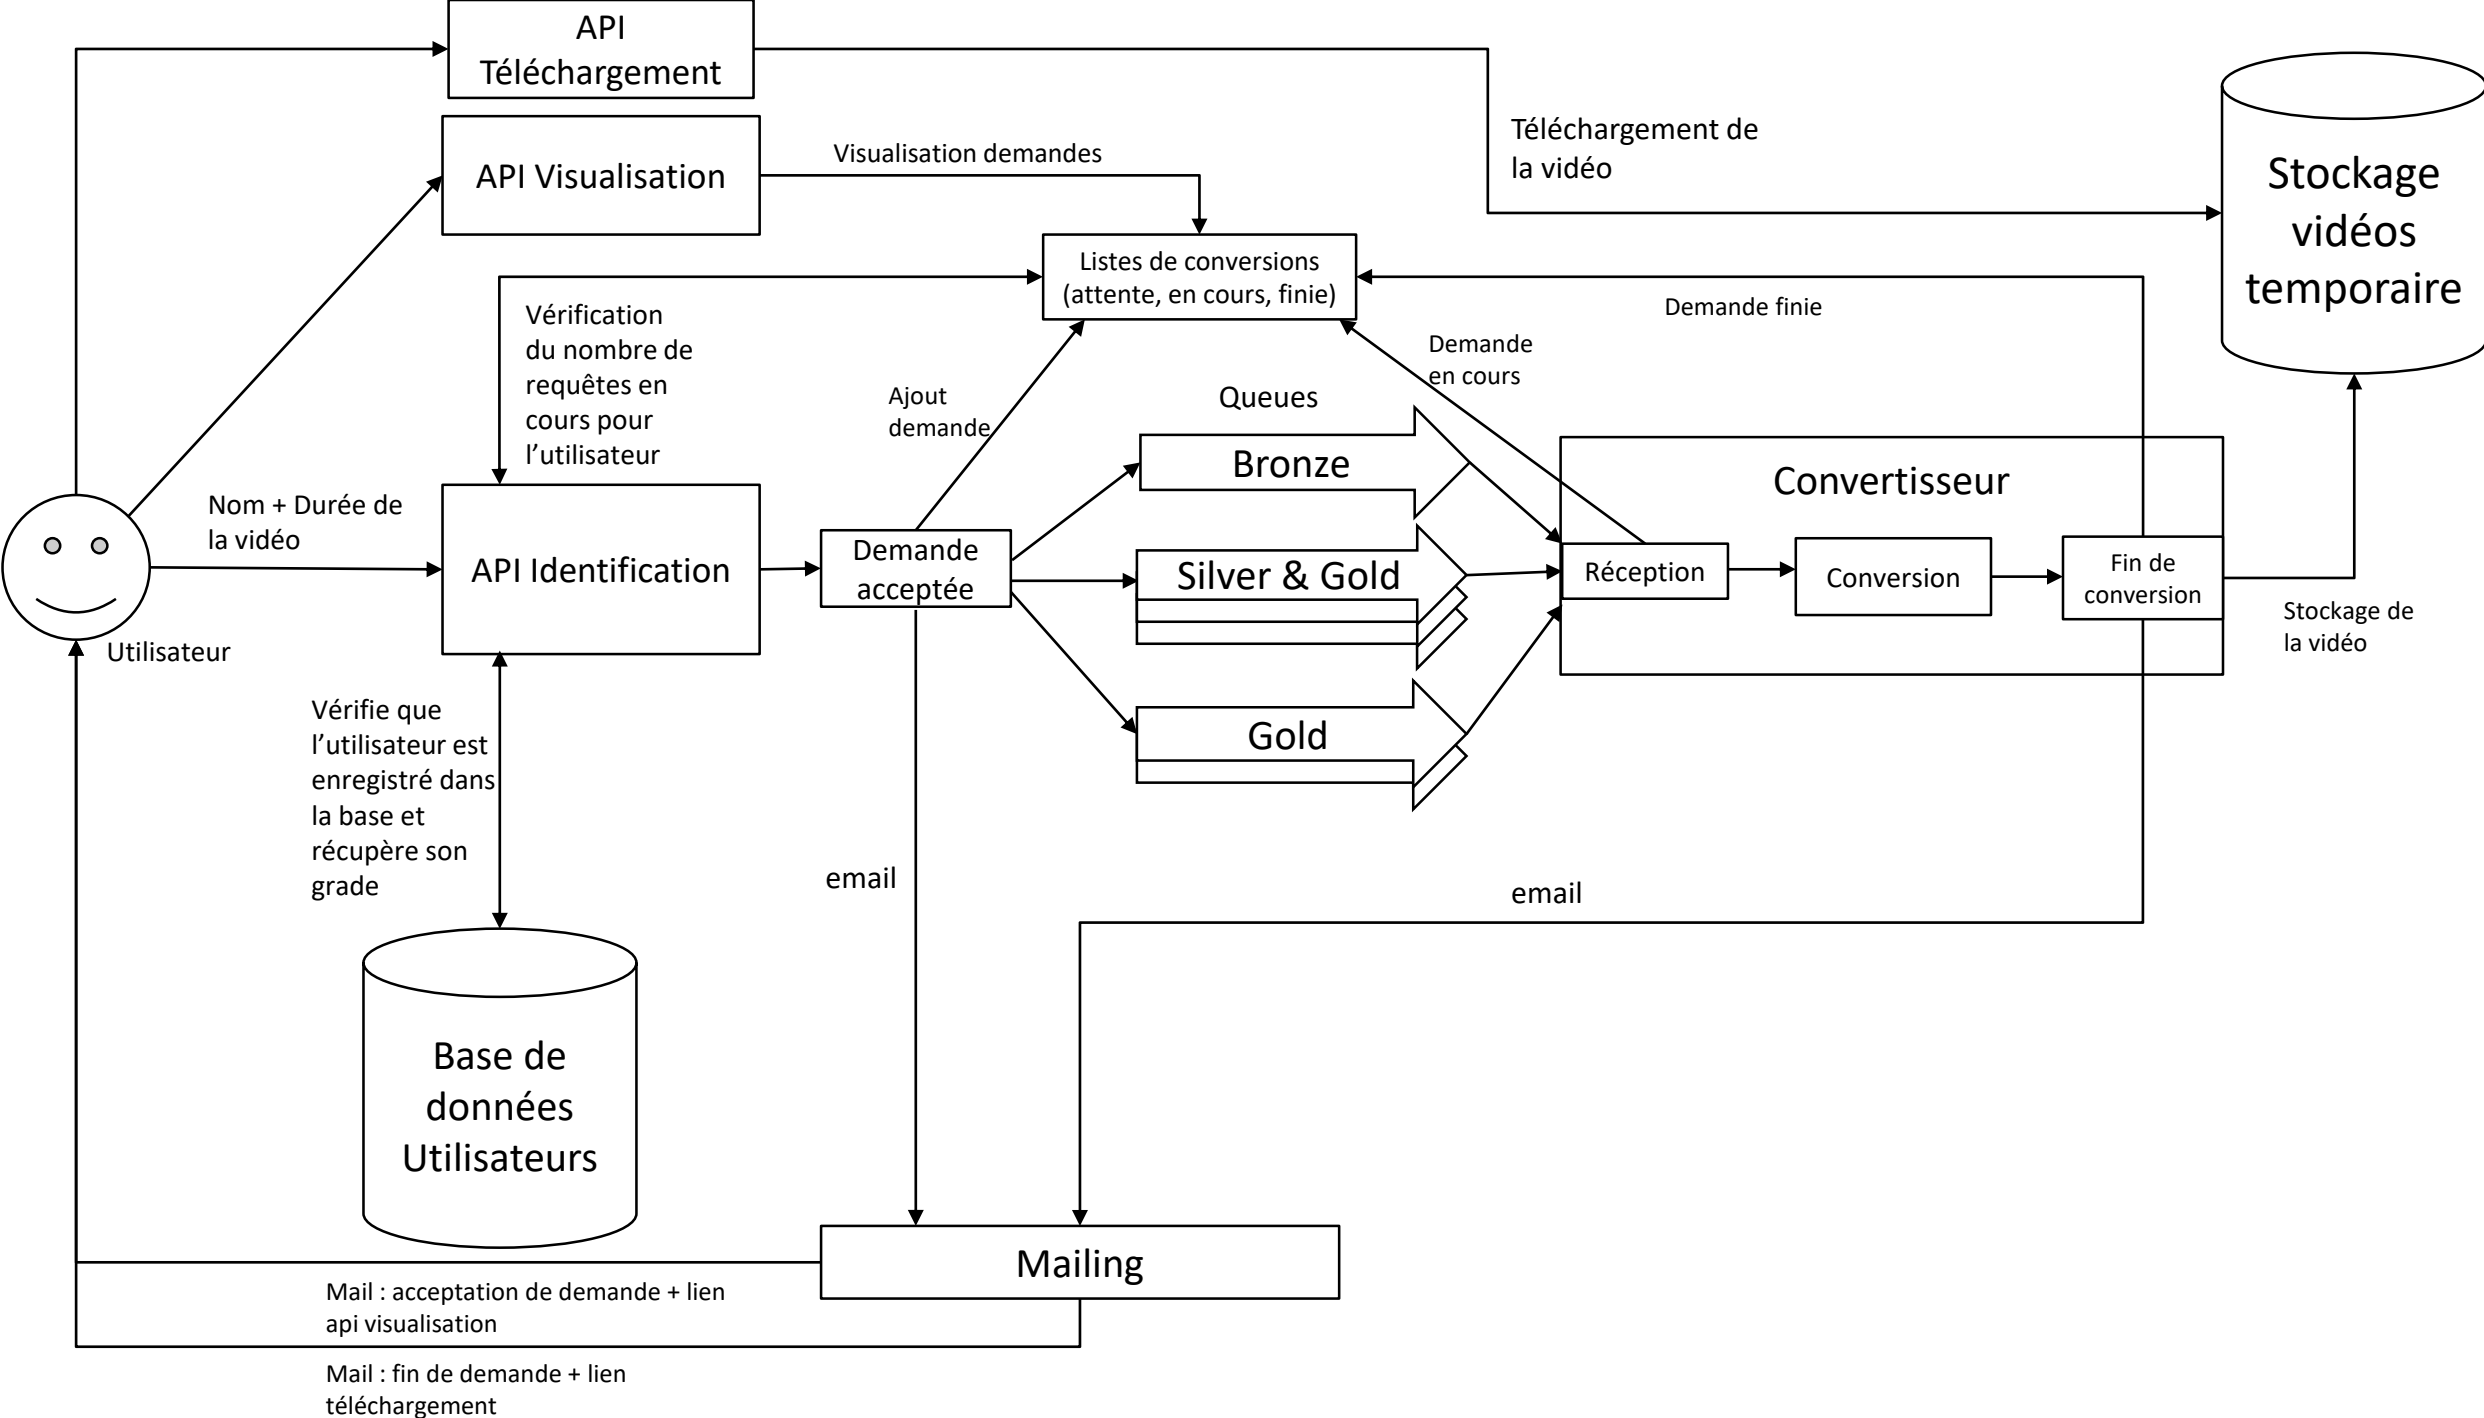 API
Téléchargement
API Visualisation
Visualisation demandes
Téléchargement de
la vidéo
Stockage
vidéos
temporaire
Listes de conversions
(attente, en cours, finie)
Demande finie
Vérification
du nombre de
requêtes en
cours pour
l’utilisateur
Demande
en cours
Ajout
demande
Queues
Bronze
Convertisseur
Nom + Durée de
la vidéo
API Identification
Demande
acceptée
Silver & Gold
Réception
Conversion
Fin de
conversion
Stockage de
la vidéo
Utilisateur
Gold
Vérifie que
l’utilisateur est
enregistré dans
la base et
récupère son
grade
email
email
Base de
données
Utilisateurs
Mailing
Mail : acceptation de demande + lien
api visualisation
Mail : fin de demande + lien
téléchargement